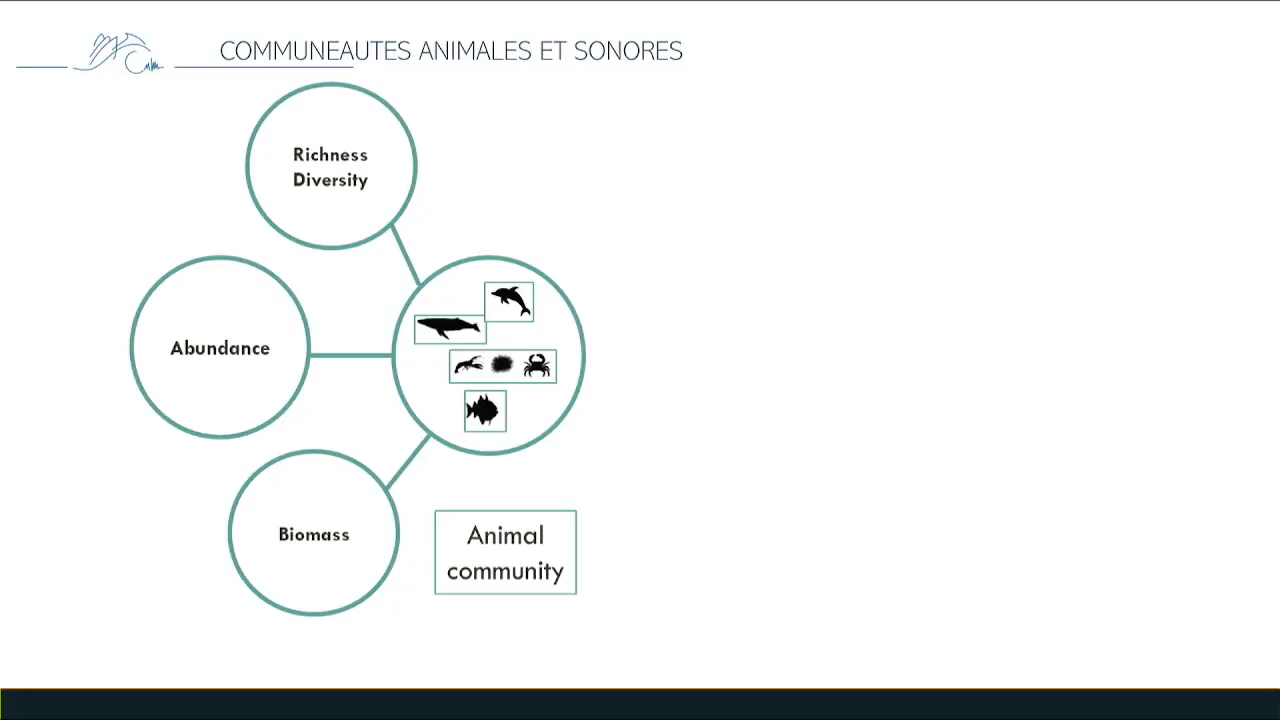 COMMUNEAUTES ANIMALES ET SONORES
Richness
Diversity
Abundance
Biomass
Animal
community